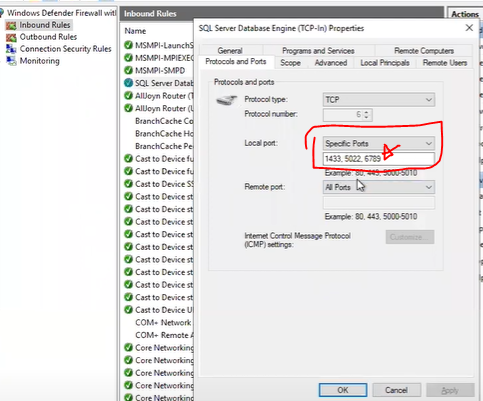 Windows Defender Firewall with
Inbound Rules
Outbound Rules
Connection Security Rules
Monitoring
Inbound Rules
Name
MSMPI-LaunchS
MSMPI-MPIEXEC
MSMPI-SMPD
SQL Server Datab
AllJoyn Router (T
AllJoyn Router (U
BranchCache Co
BranchCache Ho
BranchCache Pe
Cast to Device fu
Cast to Device fu
Cast to Device SS
Cast to Device st
Cast to Device st
Cast to Device st
Cast to Device st
Cast to Device st
Cast to Device st
Cast to Device st
Cast to Device st
Cast to Device st
Cast to Device U
COM+ Network
COM+ Remote A
Core Networking
Core Networking
Core Networking
Core Networking
Core Networking
SQL Server Database Engine (TCP-In) Properties
General
Programs and Services
Remote Computers
Protocols and Ports
Scope
Advanced
Local Principals
Remote Users
Protocols and ports
Protocol type:
TCP
Protocol number:
6
Local port:
Specific Ports
1433, 5022, 6789
Example: 80, 443, 5000-5010
Remote port:
All Ports
Example: 80, 443, 5000-5010
Internet Control Message Protocol
(ICMP) settings:
Customize...
OK
Cancel
Apply
Actions